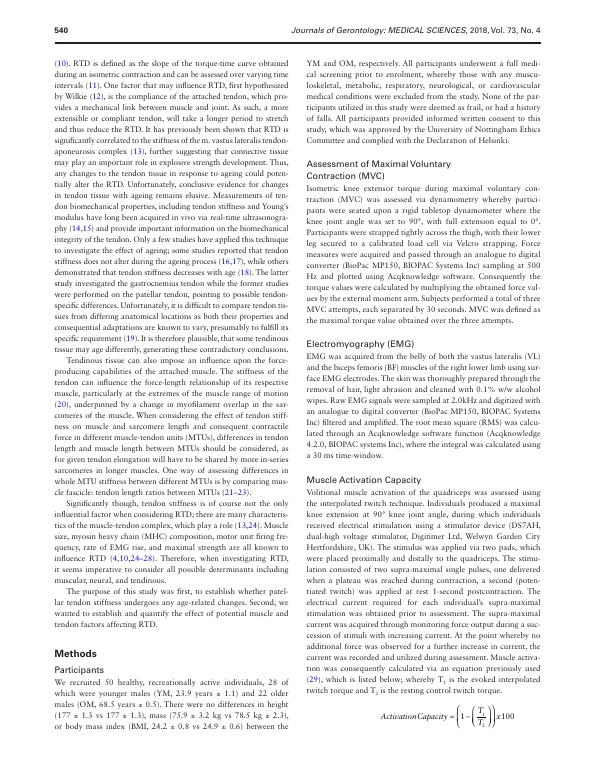 540
Journals of Gerontology: MEDICAL SCIENCES, 2018, Vol. 73, No. 4
(10). RTD is defined as the slope of the torque-time curve obtained
during an isometric contraction and can be assessed over varying time
intervals (11). One factor that may influence RTD, first hypothesized
by Wilkie (12), is the compliance of the attached tendon, which pro-
vides a mechanical link between muscle and joint. As such, a more
extensible or compliant tendon, will take a longer period to stretch
and thus reduce the RTD. It has previously been shown that RTD is
significantly correlated to the stiffness of the m. vastus lateralis tendon-
aponeurosis complex (13), further suggesting that connective tissue
may play an important role in explosive strength development. Thus,
any changes to the tendon tissue in response to ageing could poten-
tially alter the RTD. Unfortunately, conclusive evidence for changes
in tendon tissue with ageing remains elusive. Measurements of ten-
don biomechanical properties, including tendon stiffness and Young's
modulus have long been acquired in vivo via real-time ultrasonogra-
phy (14,15) and provide important information on the biomechanical
integrity of the tendon. Only a few studies have applied this technique
to investigate the effect of ageing; some studies reported that tendon
stiffness does not alter during the ageing process (16,17), while others
demonstrated that tendon stiffness decreases with age (18). The latter
study investigated the gastrocnemius tendon while the former studies
were performed on the patellar tendon, pointing to possible tendon-
specific differences. Unfortunately, it is difficult to compare tendon tis-
sues from differing anatomical locations as both their properties and
consequential adaptations are known to vary, presumably to fulfill its
specific requirement (19). It is therefore plausible, that some tendinous
tissue may age differently, generating these contradictory conclusions.
Tendinous tissue can also impose an influence upon the force-
producing capabilities of the attached muscle. The stiffness of the
tendon can influence the force-length relationship of its respective
muscle, particularly at the extremes of the muscle range of motion
(20), underpinned by a change in myofilament overlap in the sar-
comeres of the muscle. When considering the effect of tendon stiff-
ness on muscle and sarcomere length and consequent contractile
force in different muscle-tendon units (MTUs), differences in tendon
length and muscle length between MTUs should be considered, as
for given tendon elongation will have to be shared by more in-series
sarcomeres in longer muscles. One way of assessing differences in
whole MTU stiffness between different MTUs is by comparing mus-
cle fascicle: tendon length ratios between MTUs (21–23).
Significantly though, tendon stiffness is of course not the only
influential factor when considering RTD; there are many characteris-
tics of the muscle-tendon complex, which play a role (13,24). Muscle
size, myosin heavy chain (MHC) composition, motor unit firing fre-
quency, rate of EMG rise, and maximal strength are all known to
influence RTD (4,10,24–28). Therefore, when investigating RTD,
it seems imperative to consider all possible determinants including
muscular, neural, and tendinous.
The purpose of this study was first, to establish whether patel-
lar tendon stiffness undergoes any age-related changes. Second, we
wanted to establish and quantify the effect of potential muscle and
tendon factors affecting RTD.
Methods
Participants
We recruited 50 healthy, recreationally active individuals, 28 of
which were younger males (YM, 23.9 years ± 1.1) and 22 older
males (OM, 68.5 years ± 0.5). There were no differences in height
(177 ± 1.3 vs 177 ± 1.3), mass (75.9 ± 3.2 kg vs 78.5 kg ± 2.3),
or body mass index (BMI, 24.2 ± 0.8 vs 24.9 ± 0.6) between the
YM and OM, respectively. All participants underwent a full medi-
cal screening prior to enrolment, whereby those with any muscu-
loskeletal, metabolic, respiratory, neurological, or cardiovascular
medical conditions were excluded from the study. None of the par-
ticipants utilized in this study were deemed as frail, or had a history
of falls. All participants provided informed written consent to this
study, which was approved by the University of Nottingham Ethics
Committee and complied with the Declaration of Helsinki.
Assessment of Maximal Voluntary
Contraction (MVC)
Isometric knee extensor torque during maximal voluntary con-
traction (MVC) was assessed via dynamometry whereby partici-
pants were seated upon a rigid tabletop dynamometer where the
knee joint angle was set to 90°, with full extension equal to 0°.
Participants were strapped tightly across the thigh, with their lower
leg secured to a calibrated load cell via Velcro strapping. Force
measures were acquired and passed through an analogue to digital
converter (BioPac MP150, BIOPAC Systems Inc) sampling at 500
Hz and plotted using Acqknowledge software. Consequently the
torque values were calculated by multiplying the obtained force val-
ues by the external moment arm. Subjects performed a total of three
MVC attempts, each separated by 30 seconds. MVC was defined as
the maximal torque value obtained over the three attempts.
Electromyography (EMG)
EMG was acquired from the belly of both the vastus lateralis (VL)
and the biceps femoris (BF) muscles of the right lower limb using sur-
face EMG electrodes. The skin was thoroughly prepared through the
removal of hair, light abrasion and cleaned with 0.1% w/w alcohol
wipes. Raw EMG signals were sampled at 2.0kHz and digitized with
an analogue to digital converter (BioPac MP150, BIOPAC Systems
Inc) filtered and amplified. The root mean square (RMS) was calcu-
lated through an Acqknowledge software function (Acqknowledge
4.2.0, BIOPAC systems Inc), where the integral was calculated using
a 30 ms time-window.
Muscle Activation Capacity
Volitional muscle activation of the quadriceps was assessed using
the interpolated twitch technique. Individuals produced a maximal
knee extension at 90° knee joint angle, during which individuals
received electrical stimulation using a stimulator device (DS7AH,
dual-high voltage stimulator, Digitimer Ltd, Welwyn Garden City
Hertfordshire, UK). The stimulus was applied via two pads, which
were placed proximally and distally to the quadriceps. The stimu-
lation consisted of two supra-maximal single pulses, one delivered
when a plateau was reached during contraction, a second (poten-
tiated twitch) was applied at rest 1-second postcontraction. The
electrical current required for each individual's supra-maximal
stimulation was obtained prior to assessment. The supra-maximal
current was acquired through monitoring force output during a suc-
cession of stimuli with increasing current. At the point whereby no
additional force was observed for a further increase in current, the
current was recorded and utilized during assessment. Muscle activa-
tion was consequently calculated via an equation previously used
(29), which is listed below; whereby T₁ is the evoked interpolated
twitch torque and T₂ is the resting control twitch torque.
Activation Capacity = (1 − (T₁/T₂)) x 100